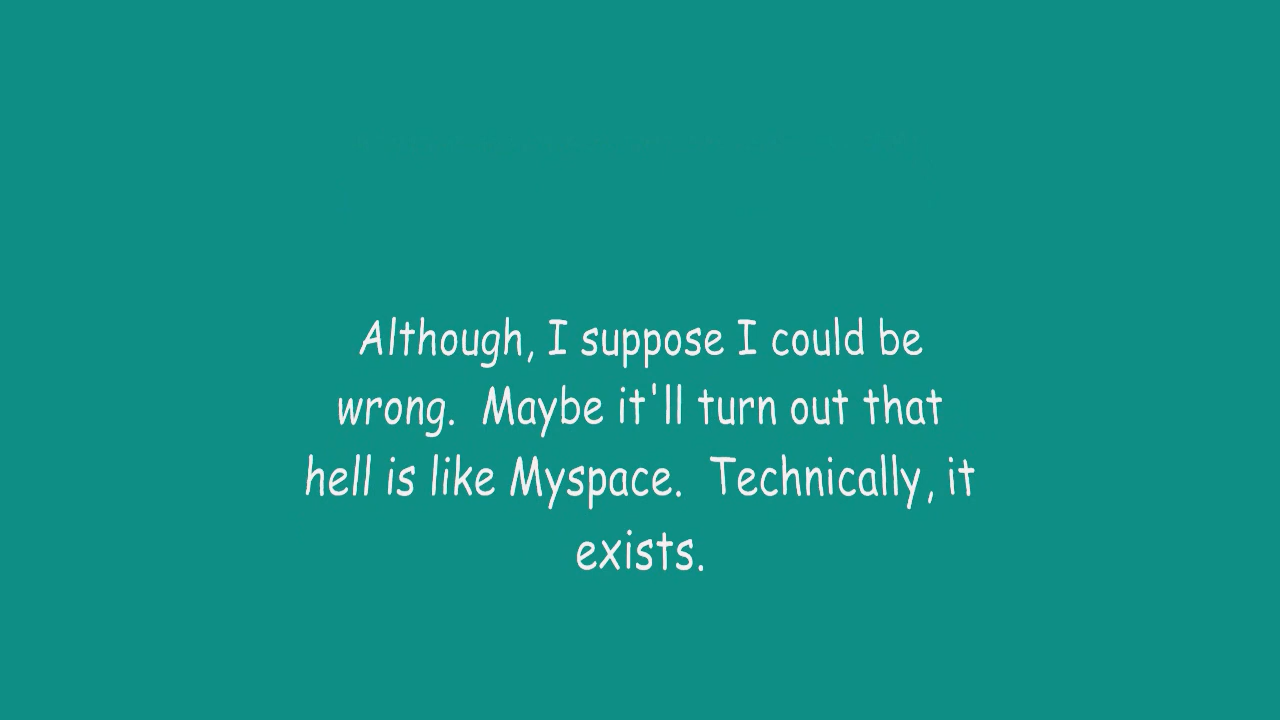 Although, I suppose I could be
wrong.  Maybe it'll turn out that
hell is like Myspace.  Technically, it
exists.